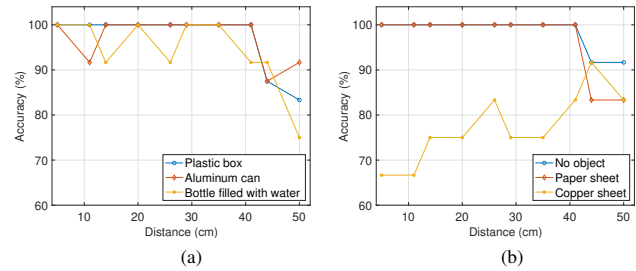 100
90
80
70
60
Accuracy (%)
Plastic box
Aluminum can
Bottle filled with water
10 20 30 40 50
Distance (cm)
(a)
100
90
80
70
60
Accuracy (%)
No object
Paper sheet
Copper sheet
10 20 30 40 50
Distance (cm)
(b)